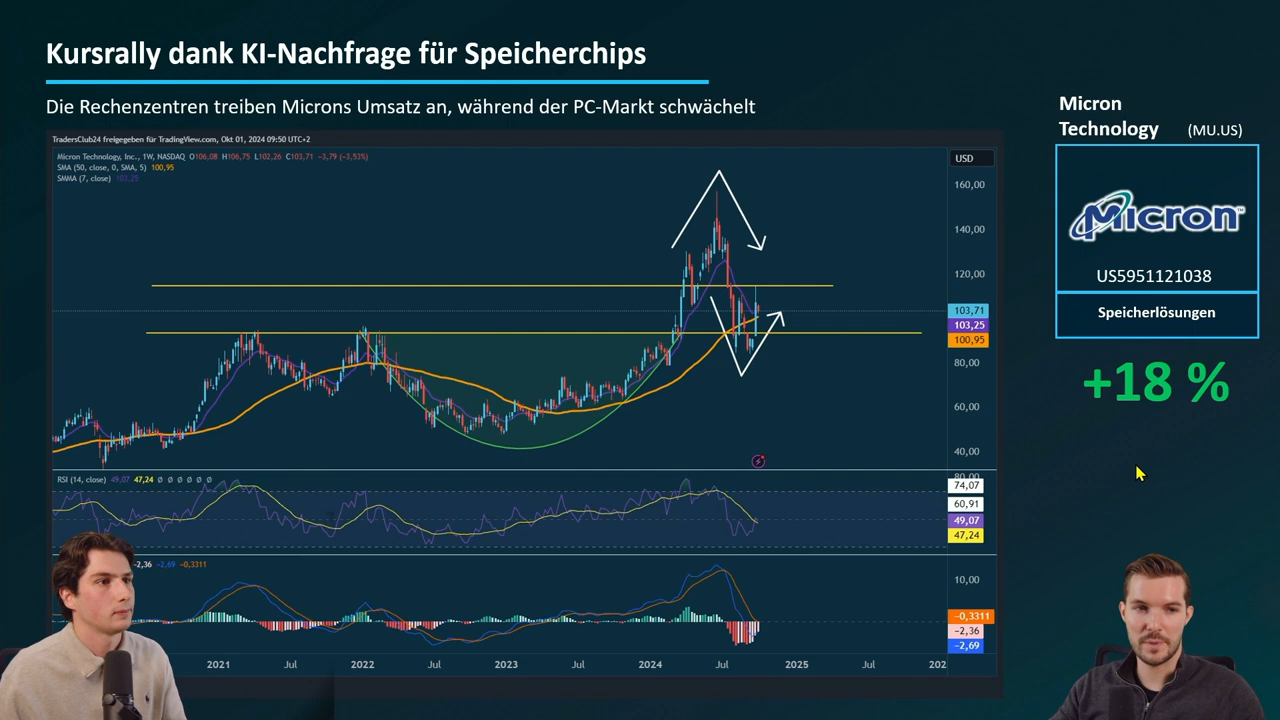 Kursrally dank KI-Nachfrage für Speicherchips
Die Rechenzentren treiben Microns Umsatz an, während der PC-Markt schwächelt
Micron
Technology (MU.US)
Micron
US5951121038
Speicherlösungen
+18 %
TradersClub24 freigegeben für TradingView.com, Okt 01, 2024 09:50 UTC+2
Micron Technology, Inc., 1W, NASDAQ O106,08 H106,75 L102,26 C103,71 −3,79 (−3,53%)
SMA (50, close, 0, SMA, 5) 100,95
SMMA (7, close) 103,25
USD
160,00
140,00
120,00
103,71
103,25
100,95
80,00
60,00
40,00
RSI (14, close) 49,07 47,24 Ø Ø Ø Ø Ø Ø
80,00
74,07
60,91
49,07
47,24
−2,36 −2,69 −0,3311
10,00
−0,3311
−2,36
−2,69
2021 Jul 2022 Jul 2023 Jul 2024 Jul 2025 Jul 202